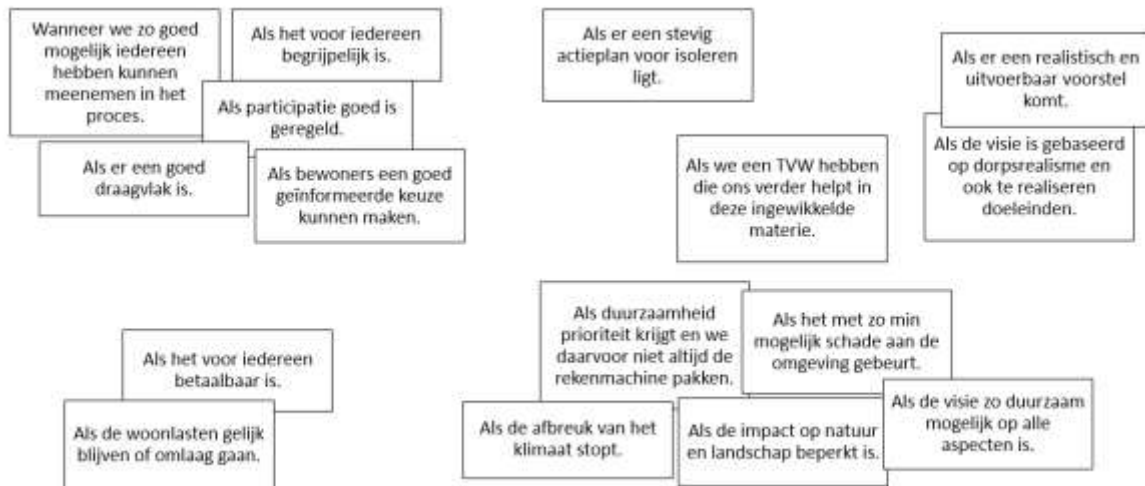 Wanneer we zo goed
mogelijk iedereen
hebben kunnen
meenemen in het
proces.
Als het voor iedereen
begrijpelijk is.
Als participatie goed is
geregeld.
Als er een goed
draagvlak is.
Als bewoners een goed
geïnformeerde keuze
kunnen maken.
Als er een stevig
actieplan voor isoleren
ligt.
Als er een realistisch en
uitvoerbaar voorstel
komt.
Als de visie is gebaseerd
op dorpsrealisme en
ook te realiseren
doeleinden.
Als we een TVW hebben
die ons verder helpt in
deze ingewikkelde
materie.
Als het voor iedereen
betaalbaar is.
Als de woonlasten gelijk
blijven of omlaag gaan.
Als duurzaamheid
prioriteit krijgt en we
daarvoor niet altijd de
rekenmachine pakken.
Als het met zo min
mogelijk schade aan de
omgeving gebeurt.
Als de afbreuk van het
klimaat stopt.
Als de impact op natuur
en landschap beperkt is.
Als de visie zo duurzaam
mogelijk op alle
aspecten is.